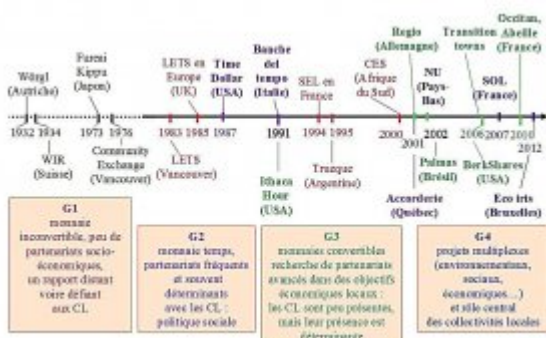 Wörgl
(Autriche)
1932
1934
WIR
(Suisse)
Fureai
Kippu
(Japon)
1973
1976
Community
Exchange
(Vancouver)
LETS en
Europe
(UK)
1983
1985
LETS
(Vancouver)
Time
Dollar
(USA)
1987
Banche
del
tempo
(Italie)
1991
Ithaca
Hour
(USA)
SEL en
France
1994
1995
Trueque
(Argentine)
CES
(Afrique
du Sud)
2000
Regio
(Allemagne)
2001
Accorderie
(Québec)
NU
(Pays-
Bas)
2002
Palmas
(Brésil)
Transition
towns
2006
BerkShares
(USA)
SOL
(France)
2007
Occitan,
Abeille
(France)
2010
2012
Eco iris
(Bruxelles)
G1
monnaie
inconvertible, peu de
partenariats socio-
économiques,
un rapport distant
voire défiant
aux CL
G2
monnaie temps,
partenariats fréquents
et souvent
déterminants
avec les CL :
politique sociale
G3
monnaies convertibles
recherche de partenariats
avancés dans des objectifs
économiques locaux :
les CL sont peu présentes,
mais leur présence est
déterminante
G4
projets multiplexes
(environnementaux,
sociaux,
économiques...)
et rôle central
des collectivités locales